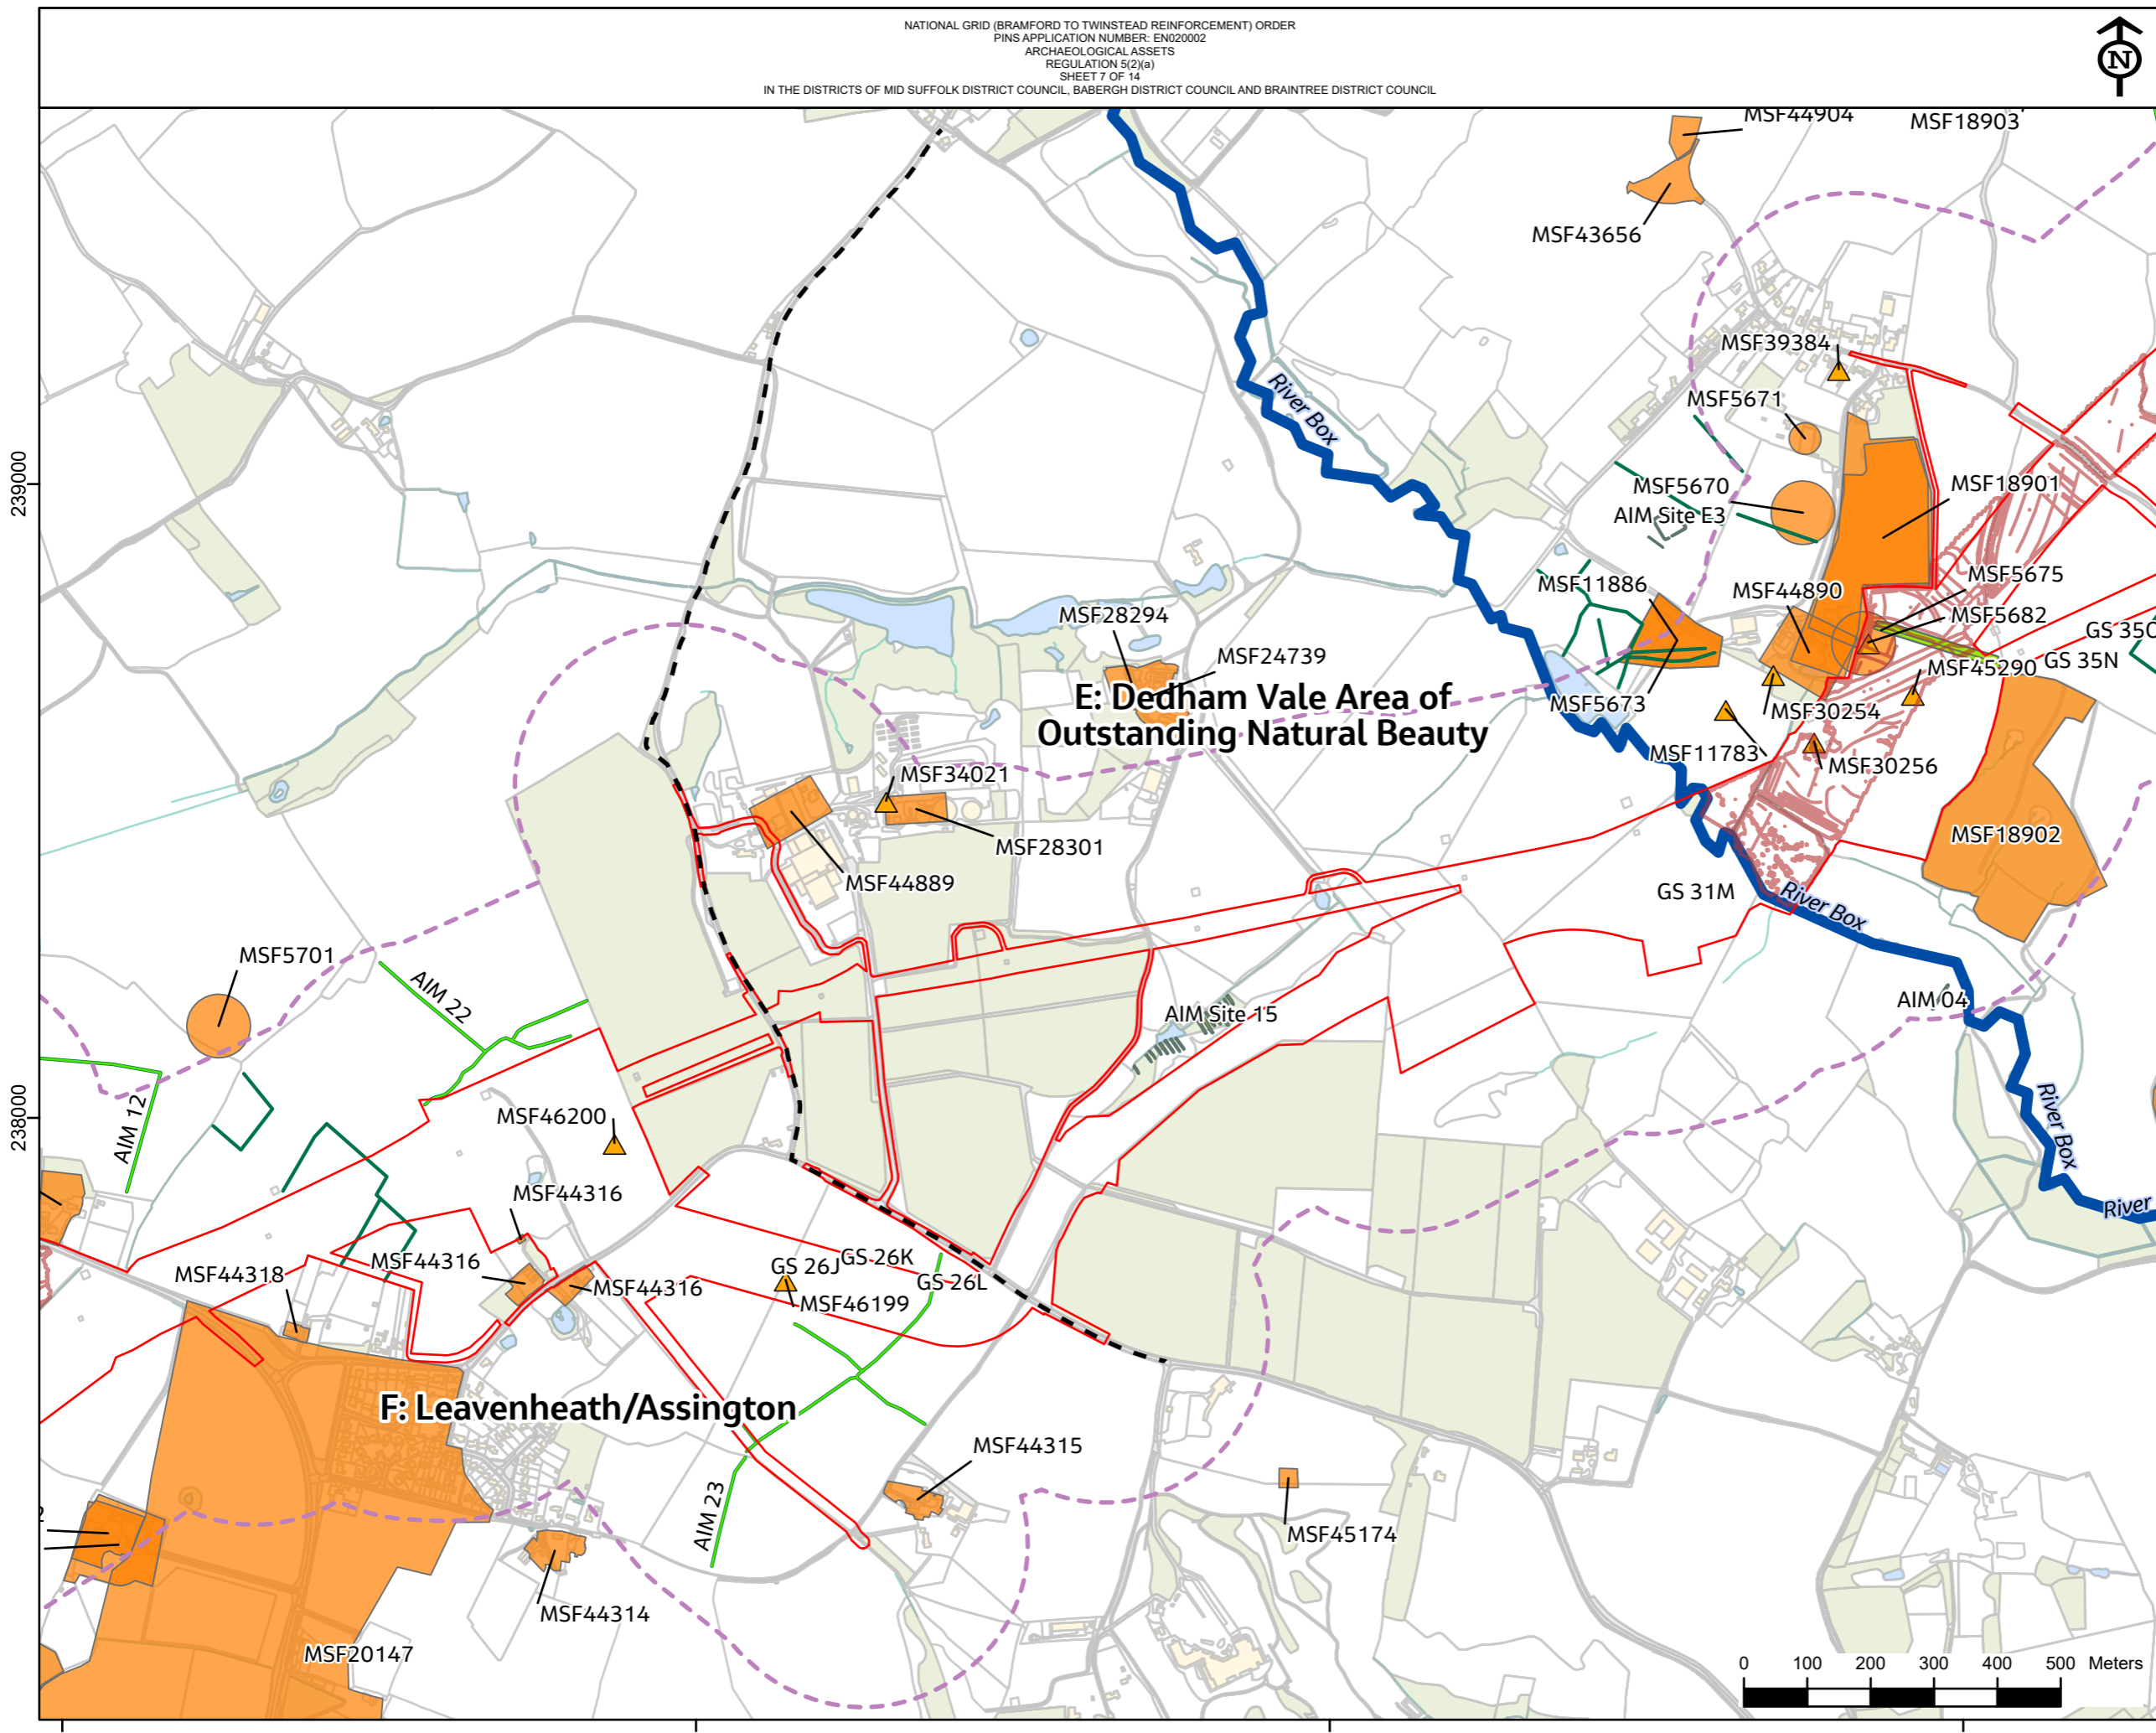 NATIONAL GRID (BRAMFORD TO TWINSTEAD REINFORCEMENT) ORDER
PINS APPLICATION NUMBER: EN020002
ARCHAEOLOGICAL ASSETS
REGULATION 5(2)(a)
SHEET 7 OF 14
IN THE DISTRICTS OF MID SUFFOLK DISTRICT COUNCIL, BABERGH DISTRICT COUNCIL AND BRAINTREE DISTRICT COUNCIL
N
MSF44904
MSF18903
MSF43656
MSF39384
River Box
MSF5671
239000
MSF5670
MSF18901
AIM Site E3
MSF5675
MSF11886
MSF44890
MSF28294
MSF5682
GS 35O
MSF24739
GS 35N
MSF45290
E: Dedham Vale Area of
Outstanding Natural Beauty
MSF5673
MSF30254
MSF11783
MSF30256
MSF34021
MSF28301
MSF18902
MSF44889
GS 31M
River Box
MSF5701
AIM 22
AIM 04
AIM Site 15
238000
AIM 12
MSF46200
River Box
MSF44316
River
MSF44318
MSF44316
MSF44316
GS 26J
GS 26K
GS 26L
MSF46199
F: Leavenheath/Assington
MSF44315
AIM 23
2
MSF45174
MSF44314
MSF20147
0 100 200 300 400 500 Meters